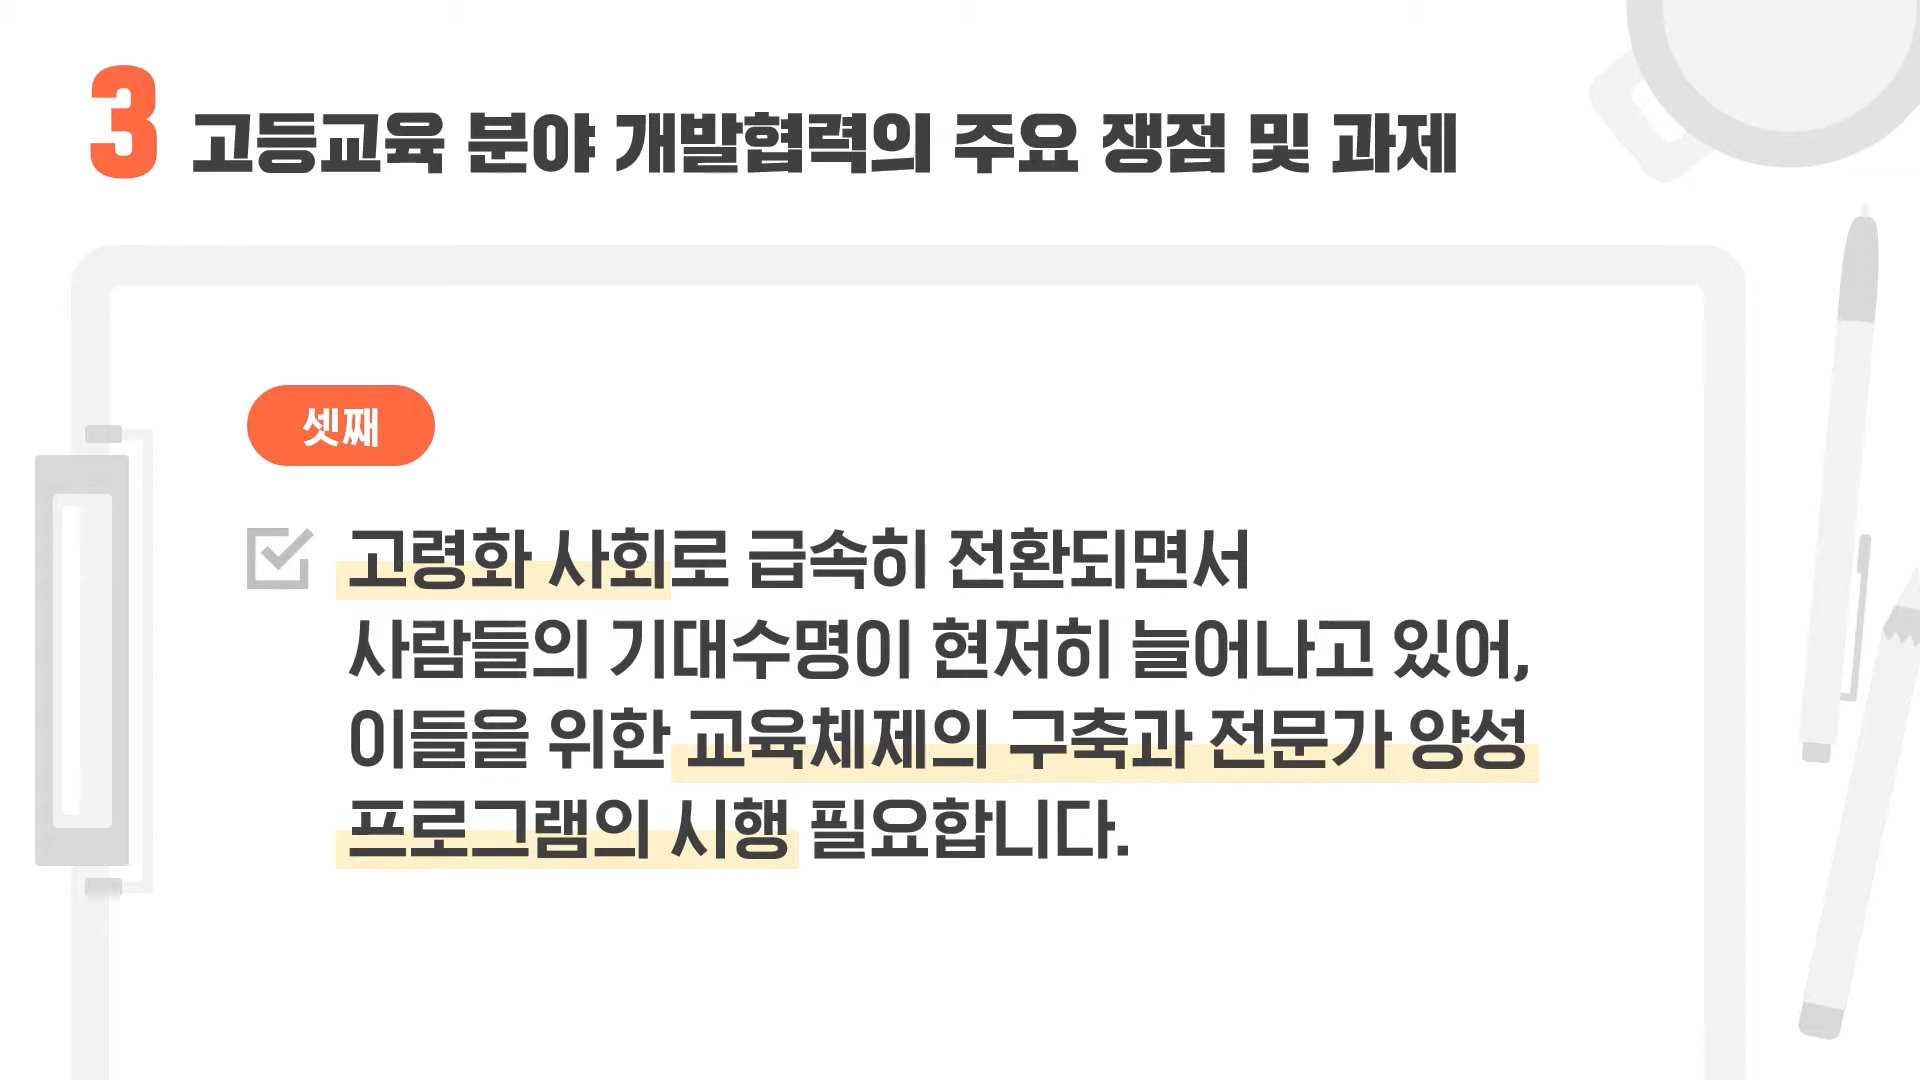 3 고등교육 분야 개발협력의 주요 쟁점 및 과제
셋째
고령화 사회로 급속히 전환되면서
사람들의 기대수명이 현저히 늘어나고 있어,
이들을 위한 교육체제의 구축과 전문가 양성
프로그램의 시행 필요합니다.